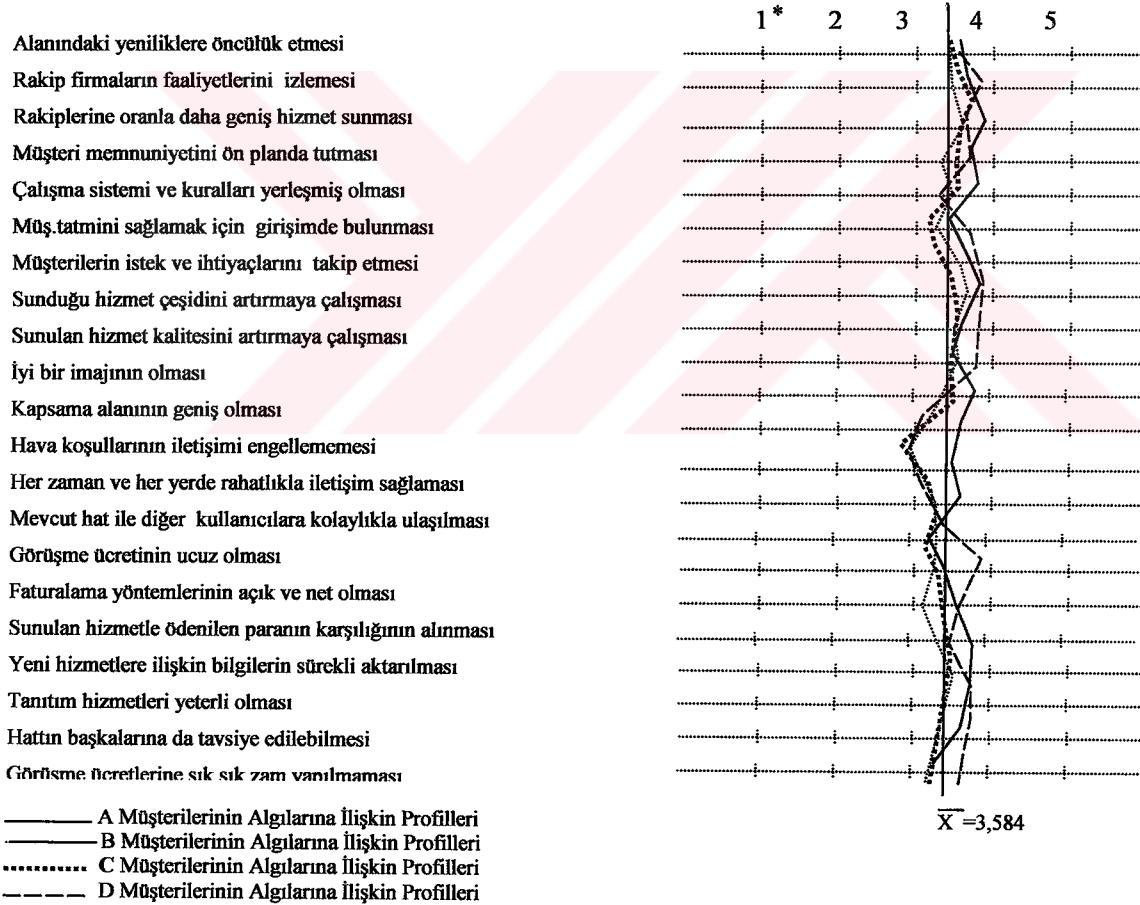 1 * 2 3 4 5
Alanındaki yeniliklere öncülük etmesi
Rakip firmaların faaliyetlerini izlemesi
Rakiplerine oranla daha geniş hizmet sunması
Müşteri memnuniyetini ön planda tutması
Çalışma sistemi ve kuralları yerleşmiş olması
Müş.tatmini sağlamak için girişimde bulunması
Müşterilerin istek ve ihtiyaçlarını takip etmesi
Sunduğu hizmet çeşidini artırmaya çalışması
Sunulan hizmet kalitesini artırmaya çalışması
İyi bir imajının olması
Kapsama alanının geniş olması
Hava koşullarının iletişimi engellememesi
Her zaman ve her yerde rahatlıkla iletişim sağlaması
Mevcut hat ile diğer kullanıcılara kolaylıkla ulaşılması
Görüşme ücretinin ucuz olması
Faturalama yöntemlerinin açık ve net olması
Sunulan hizmetle ödenilen paranın karşılığının alınması
Yeni hizmetlere ilişkin bilgilerin sürekli aktarılması
Tanıtım hizmetleri yeterli olması
Hattın başkalarına da tavsiye edilebilmesi
Görüşme ücretlerine sık sık zam yapılmaması
X̅ =3,584
A Müşterilerinin Algılarına İlişkin Profilleri
B Müşterilerinin Algılarına İlişkin Profilleri
C Müşterilerinin Algılarına İlişkin Profilleri
D Müşterilerinin Algılarına İlişkin Profilleri